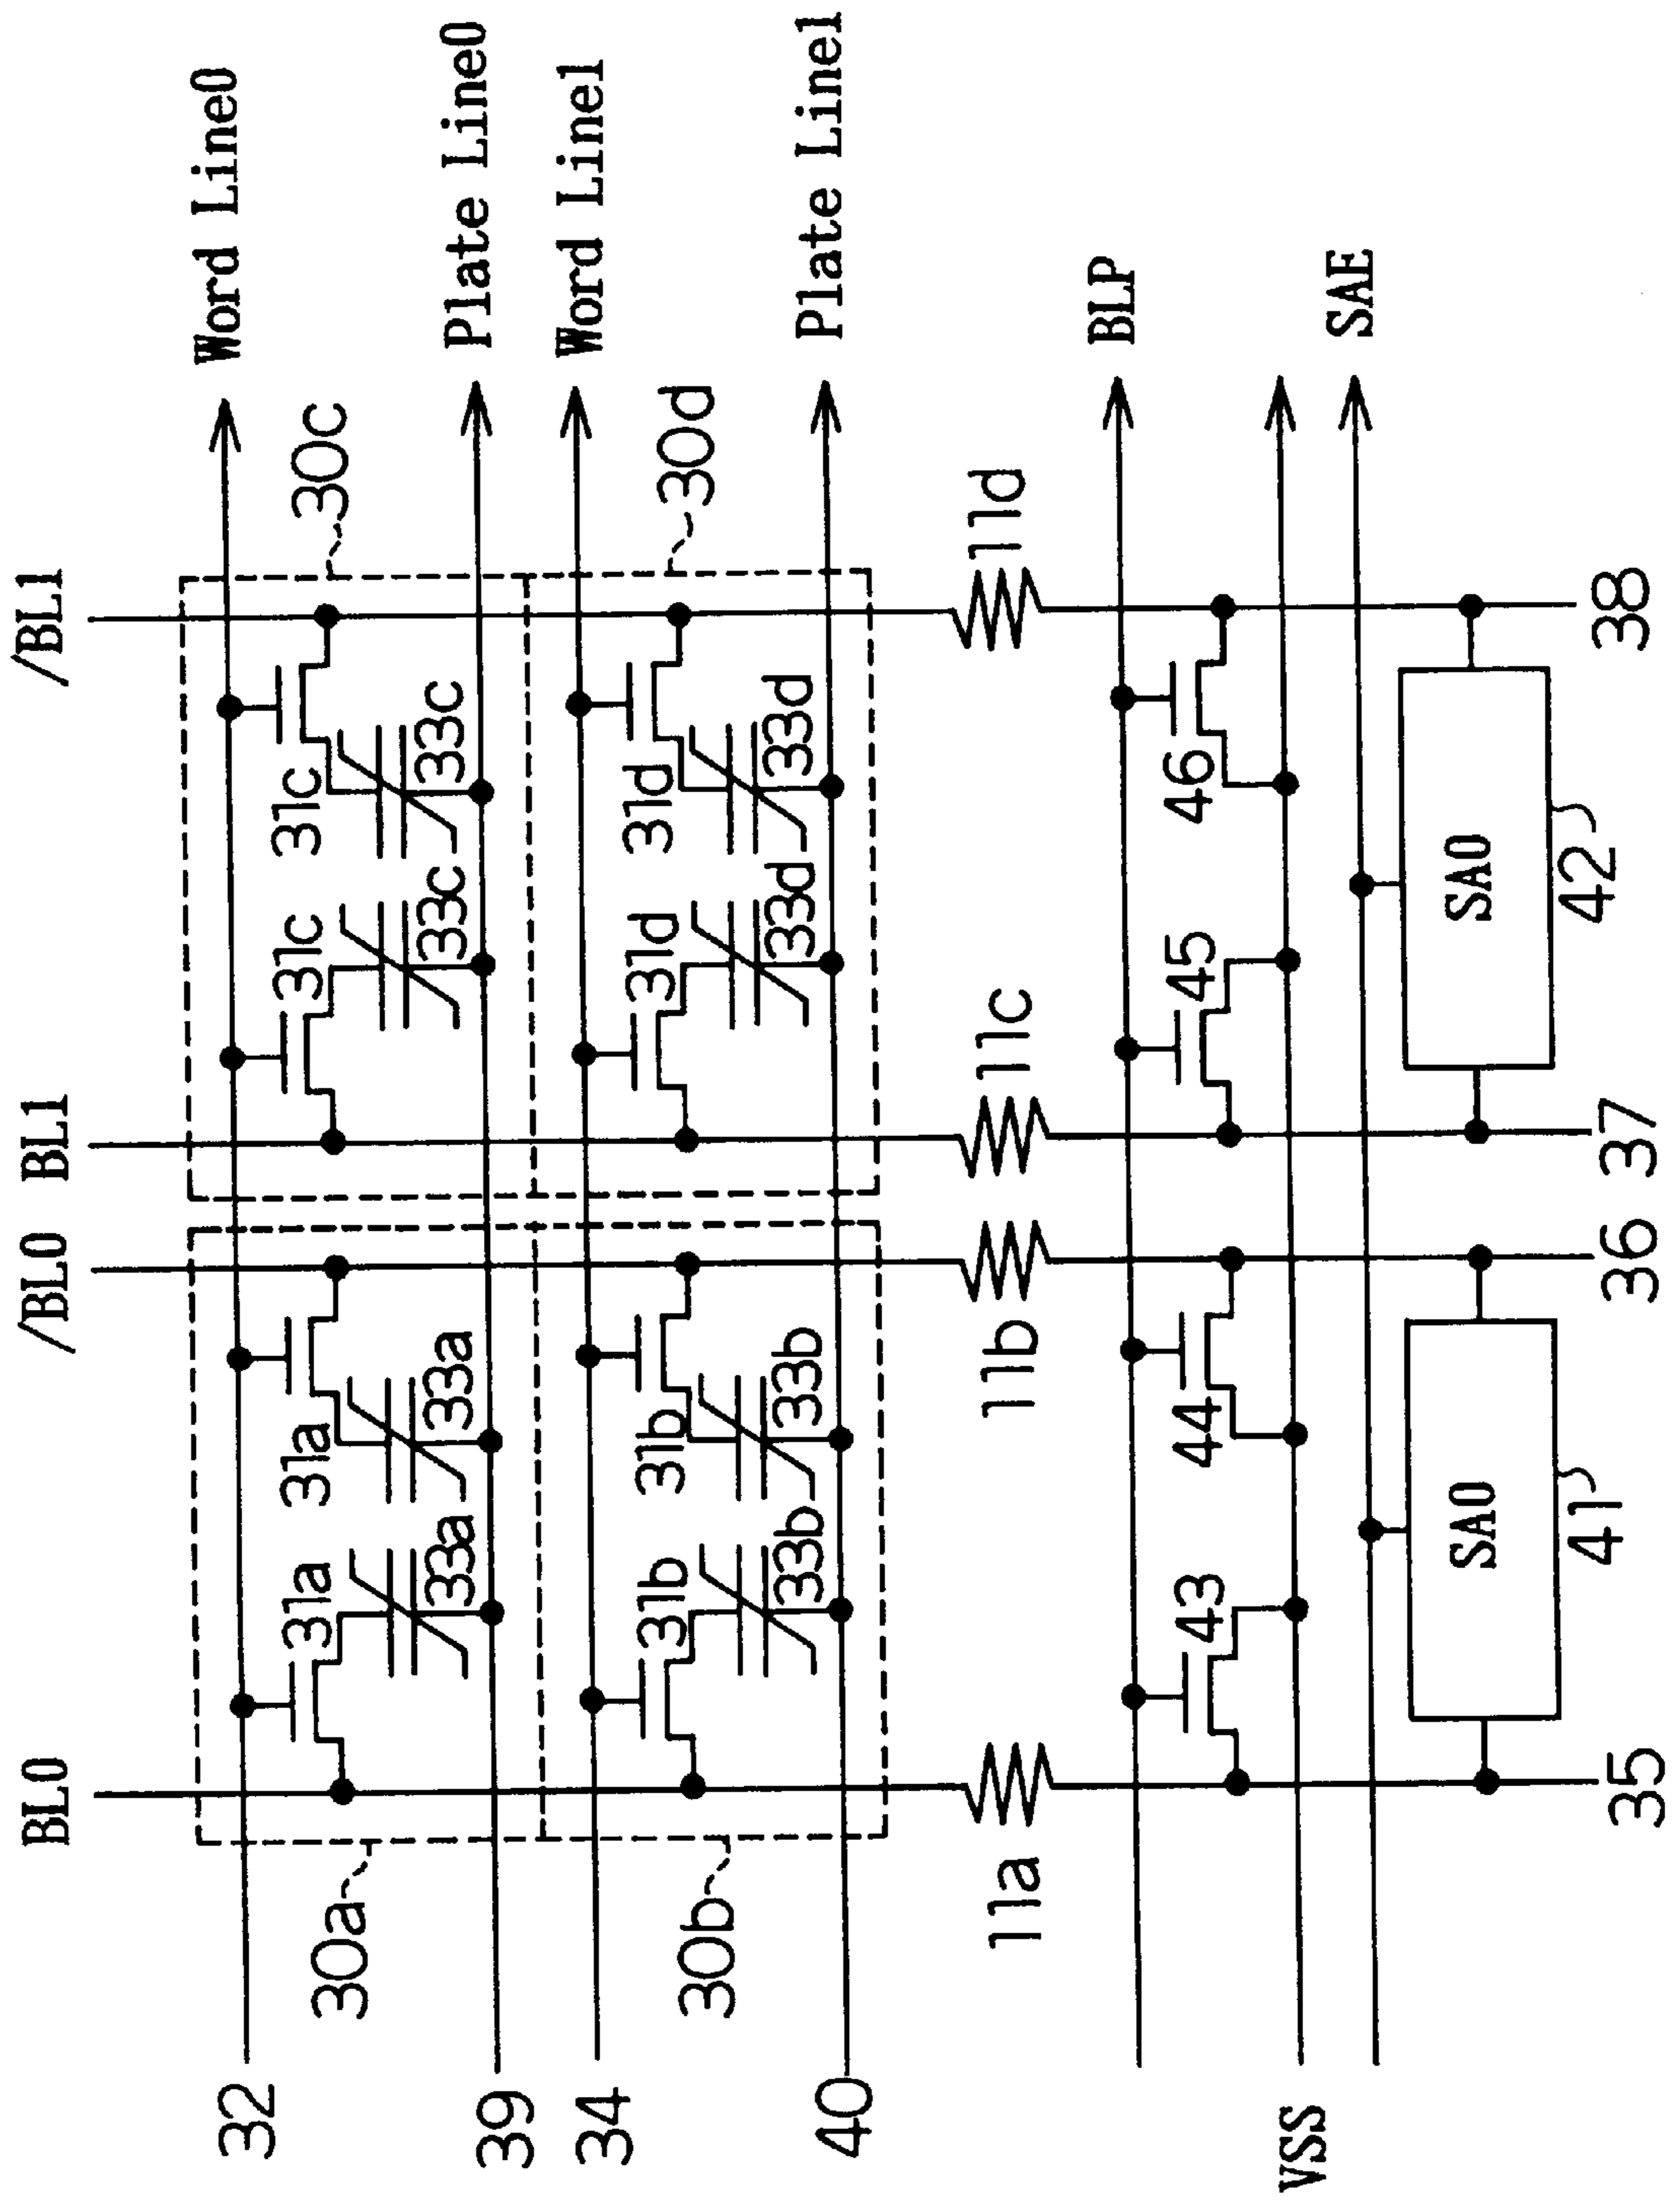 BL0
/BL0
BL1
/BL1
Word Line0
Plate Line0
Word Line1
Plate Line1
BLP
SAE
VSS
32
39
34
40
30a
30b
30c
30d
31a
31a
31c
31c
33a
33a
33c
33c
31b
31b
31d
31d
33b
33b
33d
33d
11a
11b
11c
11d
43
44
45
46
SA0
SA0
41
42
35
36
37
38